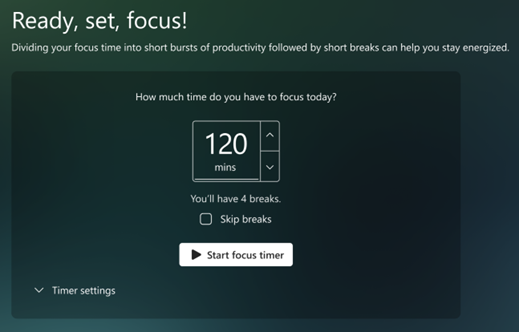 Ready, set, focus!
Dividing your focus time into short bursts of productivity followed by short breaks can help you stay energized.
How much time do you have to focus today?
120
mins
You'll have 4 breaks.
Skip breaks
Start focus timer
Timer settings